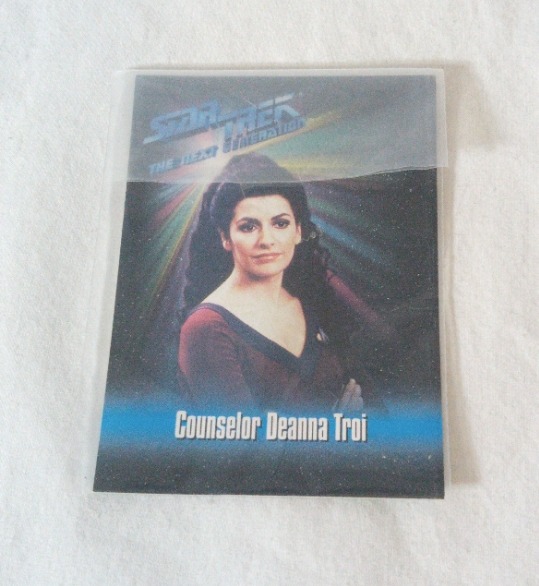 STAR TREK
THE NEXT GENERATION
Counselor Deanna Troi